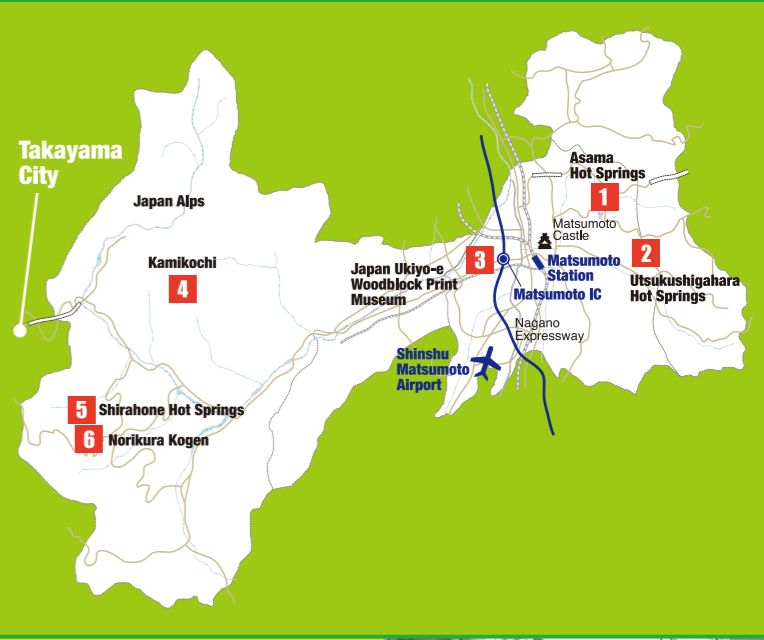 Takayama
City
Japan Alps
Kamikochi
4
5
Shirahone Hot Springs
6
Norikura Kogen
Japan Ukiyo-e
Woodblock Print
Museum
3
Shinshu
Matsumoto
Airport
Asama
Hot Springs
1
Matsumoto
Castle
2
Utsukushigahara
Hot Springs
Matsumoto
Station
Matsumoto IC
Nagano
Expressway